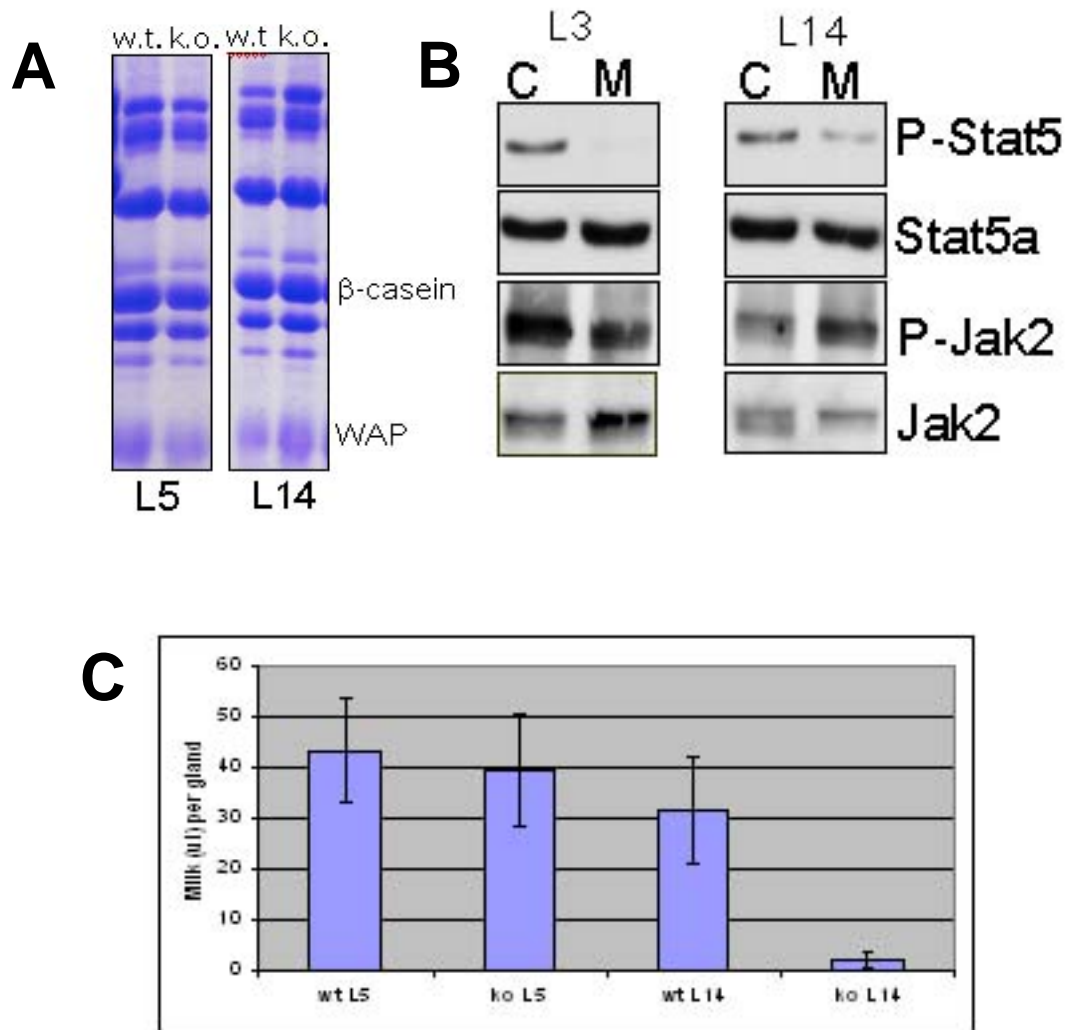 A
w.t. k.o. w.t k.o.
β-casein
WAP
L5 L14
B
L3 L14
C M C M
P-Stat5
Stat5a
P-Jak2
Jak2
C
Milk (ul) per gland
60
50
40
30
20
10
0
wt L5 ko L5 wt L14 ko L14